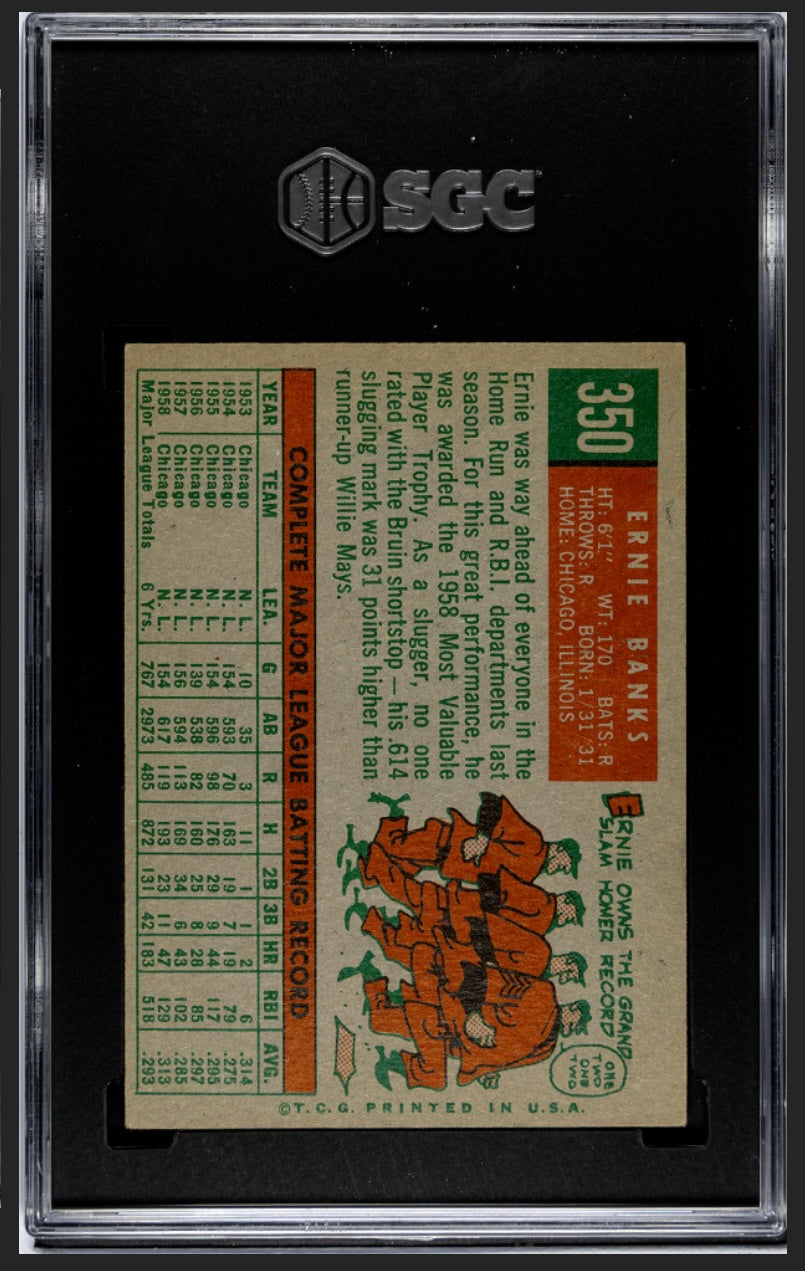 SGC
350
ERNIE BANKS
HT: 6'1" WT: 170 BATS: R
THROWS: R BORN: 1/31/31
HOME: CHICAGO, ILLINOIS
Ernie was way ahead of everyone in the
Home Run and R.B.I. departments last
season. For this great performance, he
was awarded the 1958 Most Valuable
Player Trophy. As a slugger, no one
rated with the Bruin shortstop — his .614
slugging mark was 31 points higher than
runner-up Willie Mays.
ERNIE OWNS THE GRAND
SLAM HOMER RECORD
ONE
TWO
ONE
TWO
COMPLETE MAJOR LEAGUE BATTING RECORD
YEAR TEAM LEA. G AB R H 2B 3B HR RBI AVG.
1953 Chicago N. L. 10 35 3 11 1 1 2 6 .314
1954 Chicago N. L. 154 593 70 163 19 7 19 79 .275
1955 Chicago N. L. 154 596 98 176 29 9 44 117 .295
1956 Chicago N. L. 139 538 82 160 25 8 28 85 .297
1957 Chicago N. L. 156 594 113 169 34 6 43 102 .285
1958 Chicago N. L. 154 617 119 193 23 11 47 129 .313
Major League Totals 6 Yrs. 767 2973 485 872 131 42 183 518 .293
©T.C.G. PRINTED IN U.S.A.